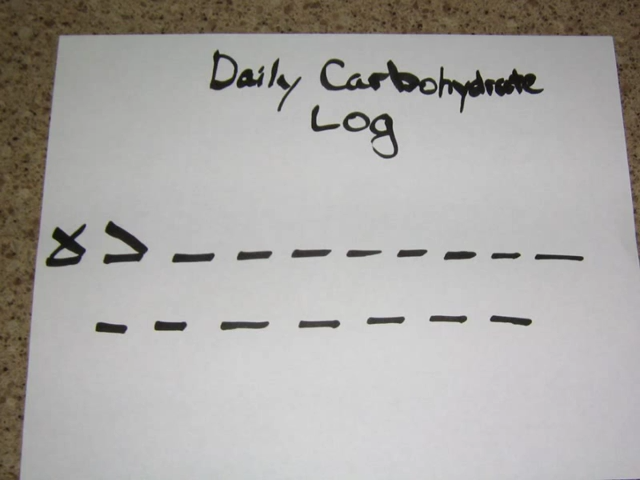 Daily Carbohydrate
Log
x > _ _ _ _ _ _ _ _
_ _ _ _ _ _ _